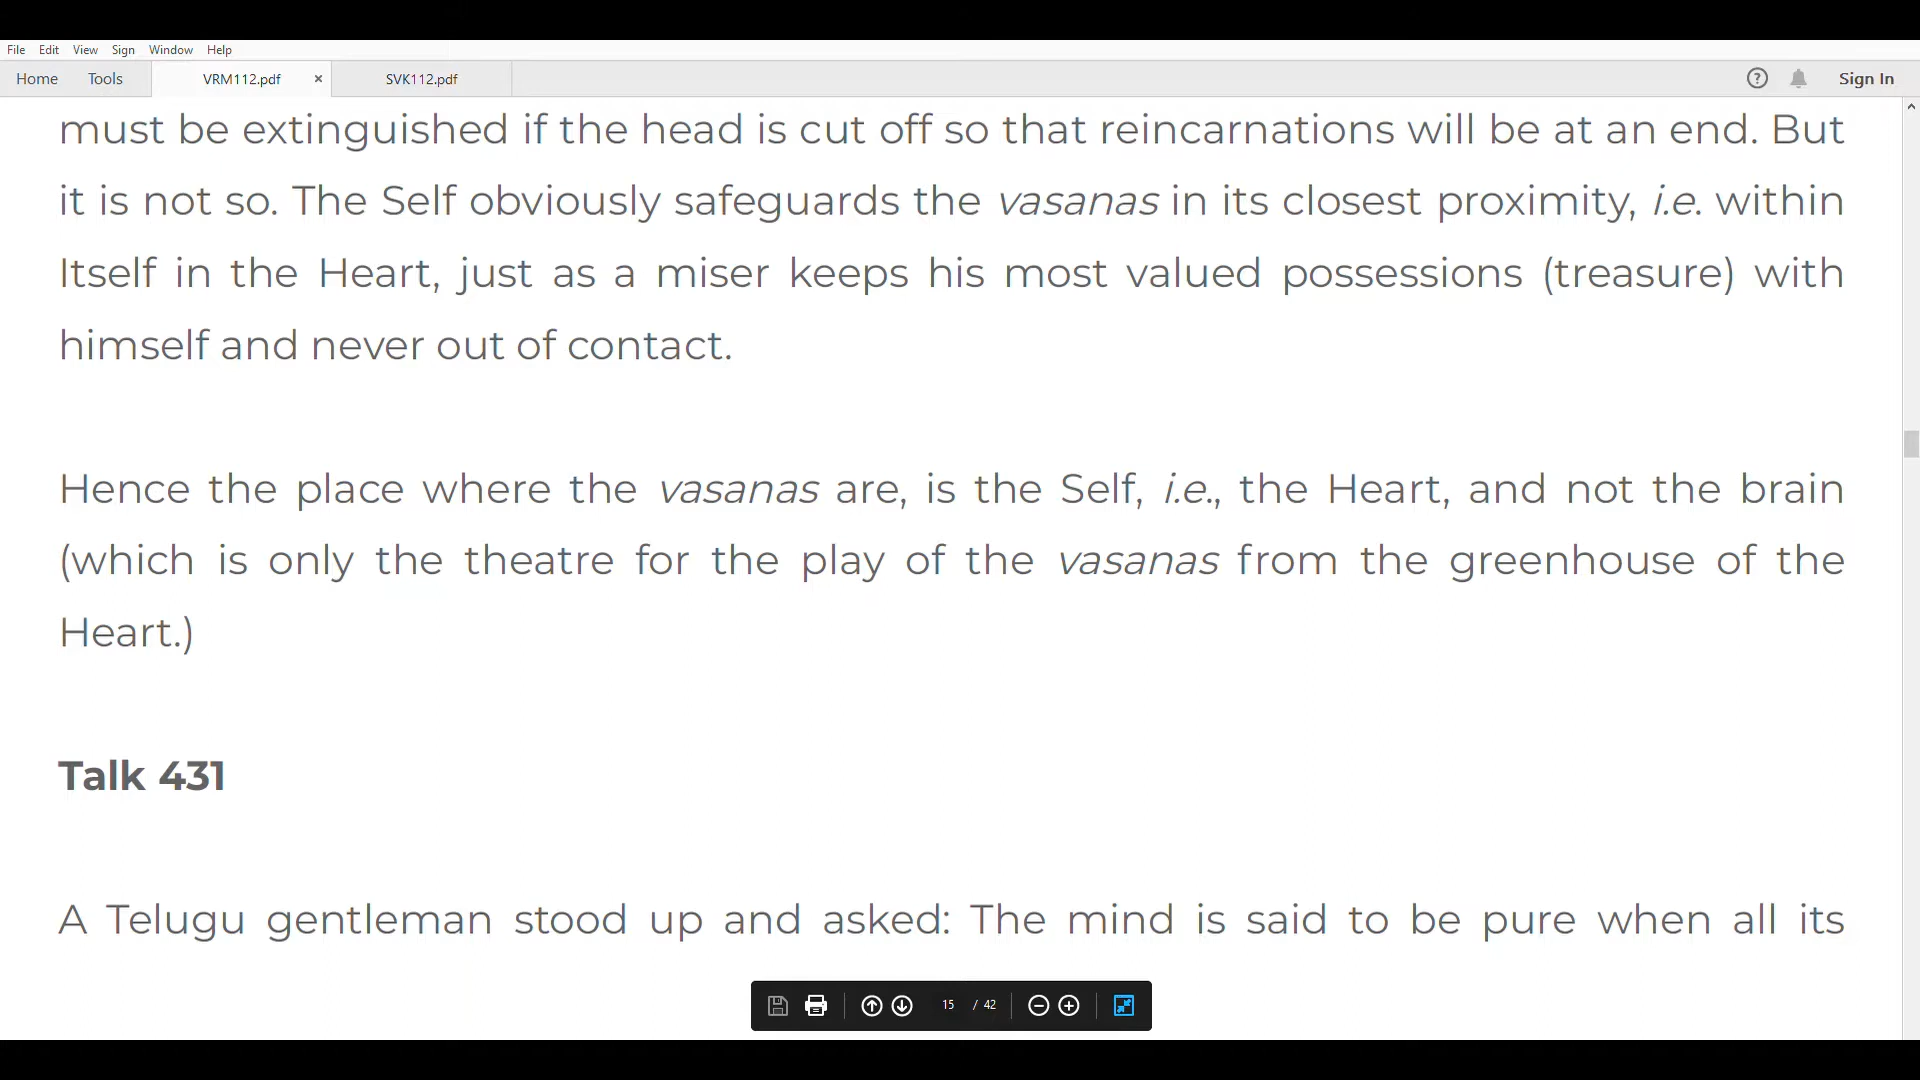 File Edit View Sign Window Help
Home Tools VRM112.pdf × SVK112.pdf ? Sign In
must be extinguished if the head is cut off so that reincarnations will be at an end. But
it is not so. The Self obviously safeguards the vasanas in its closest proximity, i.e. within
Itself in the Heart, just as a miser keeps his most valued possessions (treasure) with
himself and never out of contact.
Hence the place where the vasanas are, is the Self, i.e., the Heart, and not the brain
(which is only the theatre for the play of the vasanas from the greenhouse of the
Heart.)
Talk 431
A Telugu gentleman stood up and asked: The mind is said to be pure when all its
15 / 42